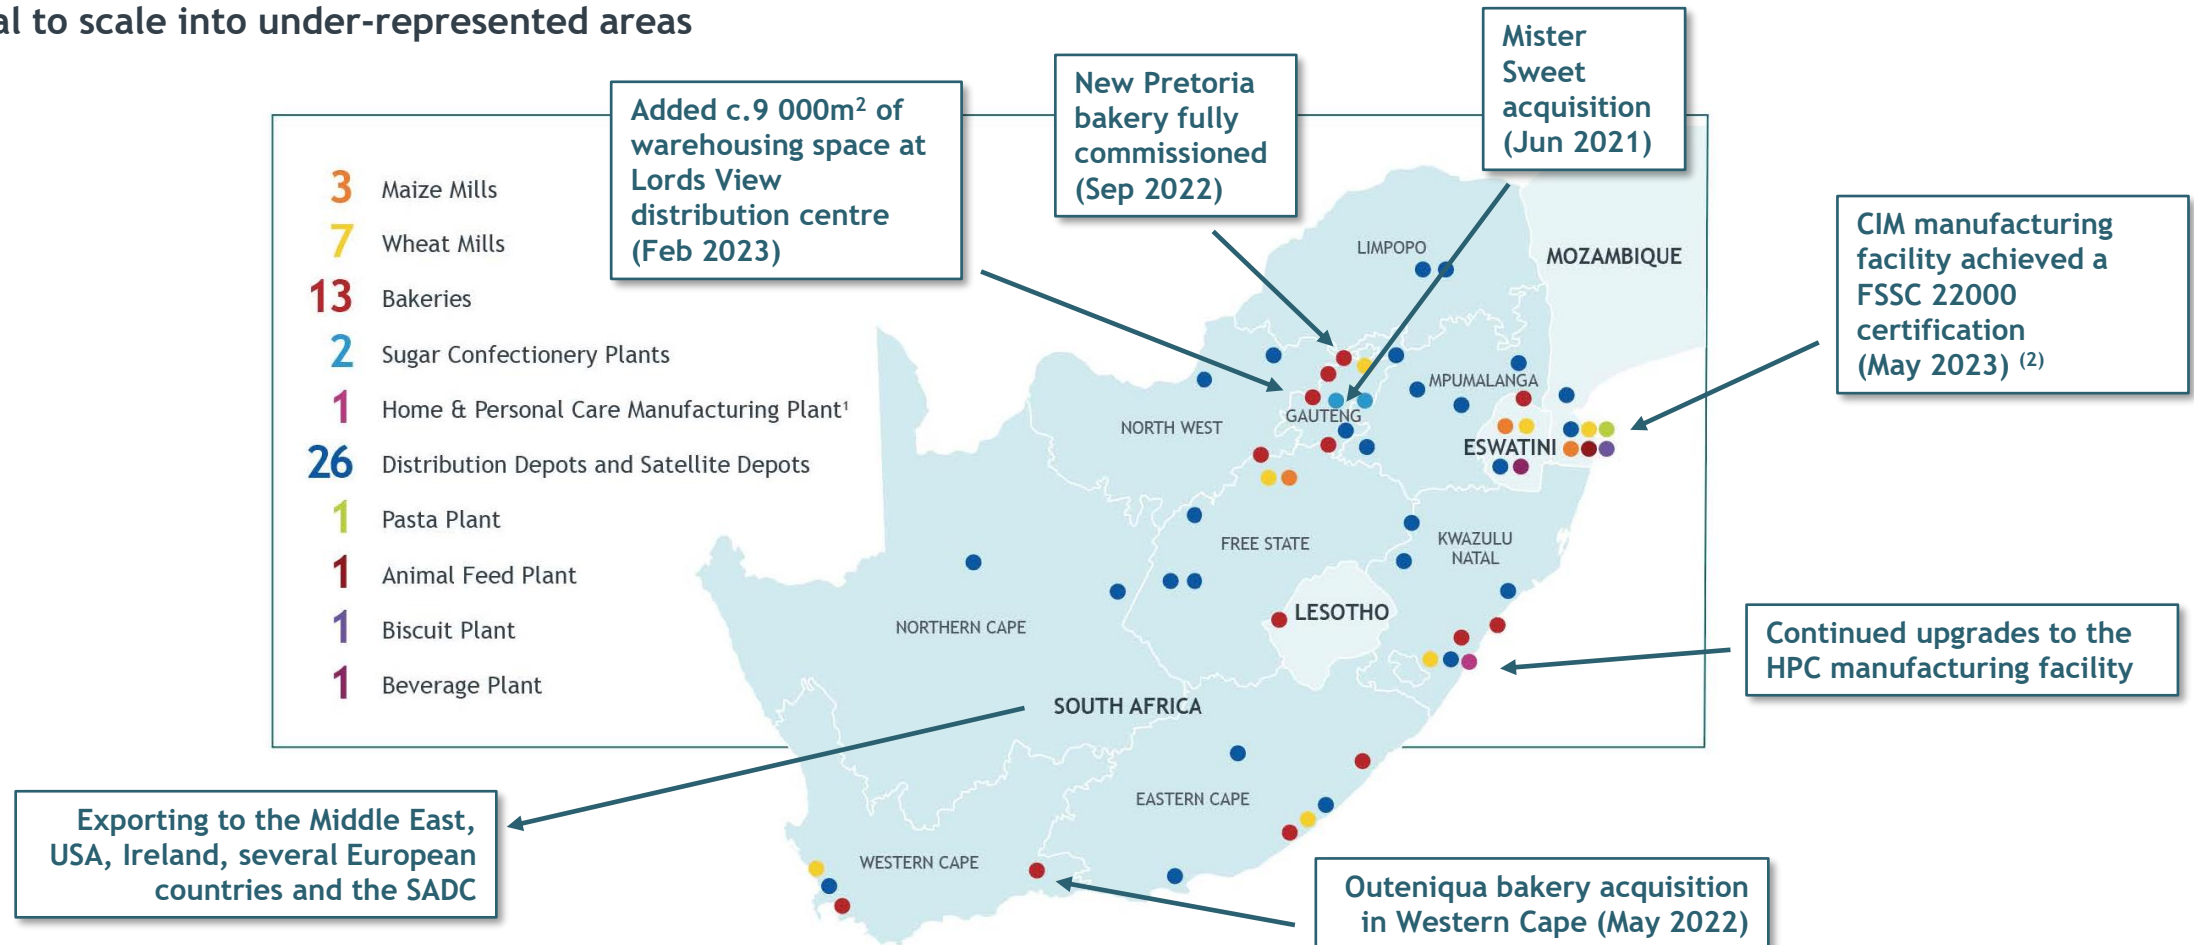 al to scale into under-represented areas
Added c.9 000m² of
warehousing space at
Lords View
distribution centre
(Feb 2023)
New Pretoria
bakery fully
commissioned
(Sep 2022)
Mister
Sweet
acquisition
(Jun 2021)
CIM manufacturing
facility achieved a
FSSC 22000
certification
(May 2023) (2)
3 Maize Mills
7 Wheat Mills
13 Bakeries
2 Sugar Confectionery Plants
1 Home & Personal Care Manufacturing Plant¹
26 Distribution Depots and Satellite Depots
1 Pasta Plant
1 Animal Feed Plant
1 Biscuit Plant
1 Beverage Plant
LIMPOPO
MOZAMBIQUE
MPUMALANGA
GAUTENG
NORTH WEST
ESWATINI
FREE STATE
KWAZULU
NATAL
LESOTHO
NORTHERN CAPE
SOUTH AFRICA
EASTERN CAPE
WESTERN CAPE
Continued upgrades to the
HPC manufacturing facility
Exporting to the Middle East,
USA, Ireland, several European
countries and the SADC
Outeniqua bakery acquisition
in Western Cape (May 2022)